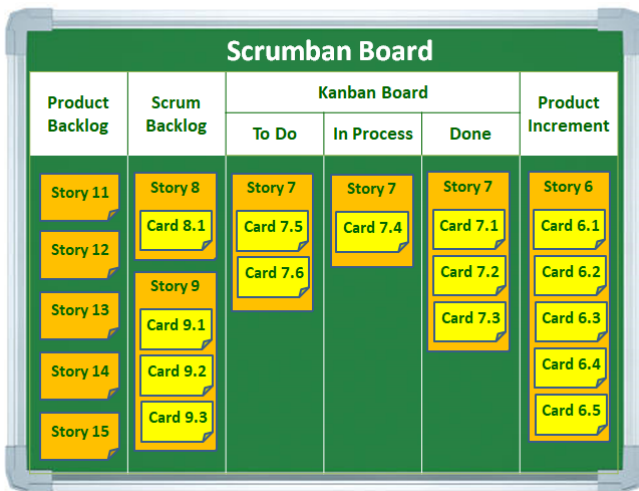 Scrumban Board
Product
Backlog
Scrum
Backlog
Kanban Board
To Do
In Process
Done
Product
Increment
Story 11
Story 12
Story 13
Story 14
Story 15
Story 8
Card 8.1
Story 9
Card 9.1
Card 9.2
Card 9.3
Story 7
Card 7.5
Card 7.6
Story 7
Card 7.4
Story 7
Card 7.1
Card 7.2
Card 7.3
Story 6
Card 6.1
Card 6.2
Card 6.3
Card 6.4
Card 6.5